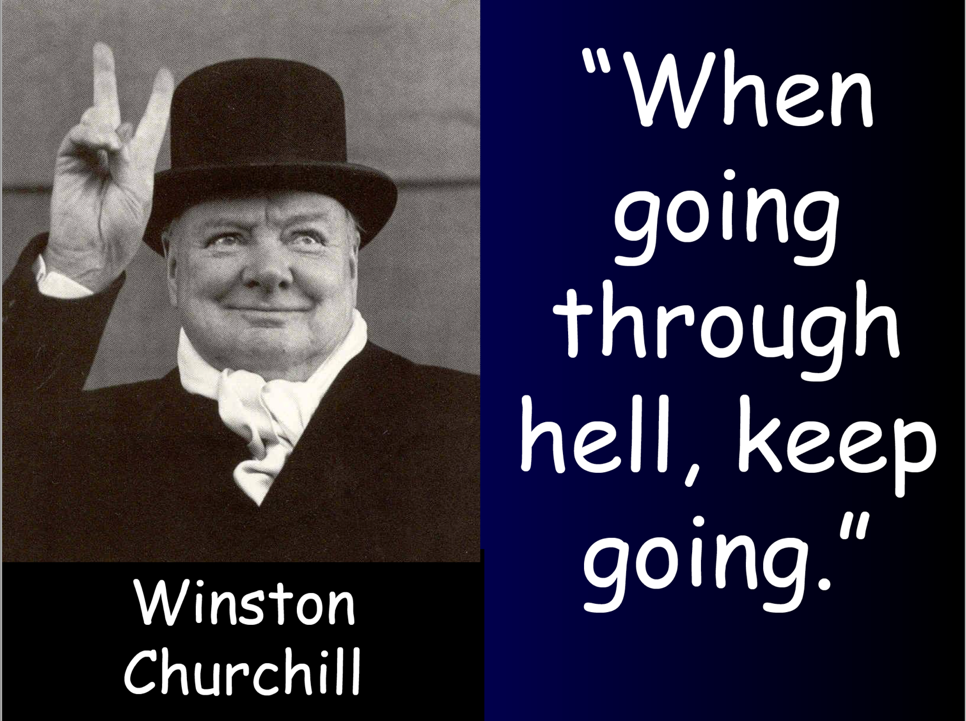 Winston
Churchill
“When
going
through
hell, keep
going.”